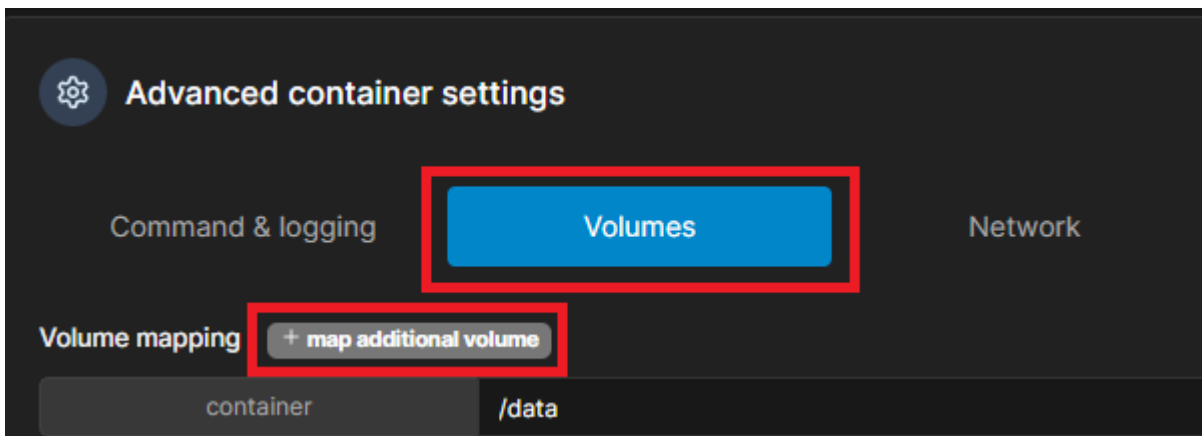 Advanced container settings
Command & logging Volumes Network
Volume mapping + map additional volume
container /data